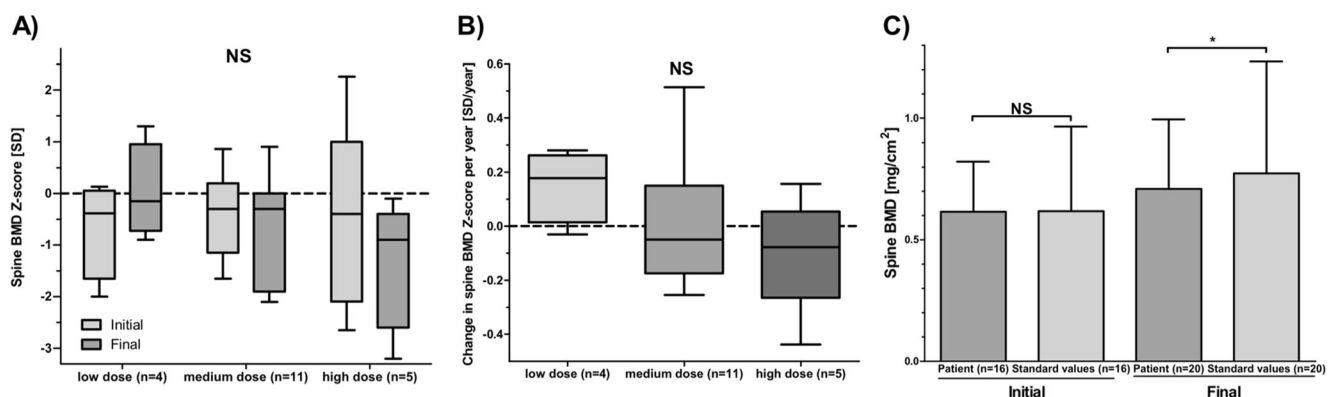 A)
NS
Spine BMD Z-score [SD]
2
1
0
-1
-2
-3
Initial
Final
low dose (n=4) medium dose (n=11) high dose (n=5)
B)
NS
Change in spine BMD Z-score per year [SD/year]
0.6
0.4
0.2
0.0
-0.2
-0.4
low dose (n=4) medium dose (n=11) high dose (n=5)
C)
*
NS
Spine BMD [mg/cm²]
1.0
0.5
0.0
Patient (n=16) Standard values (n=16) Patient (n=20) Standard values (n=20)
Initial Final